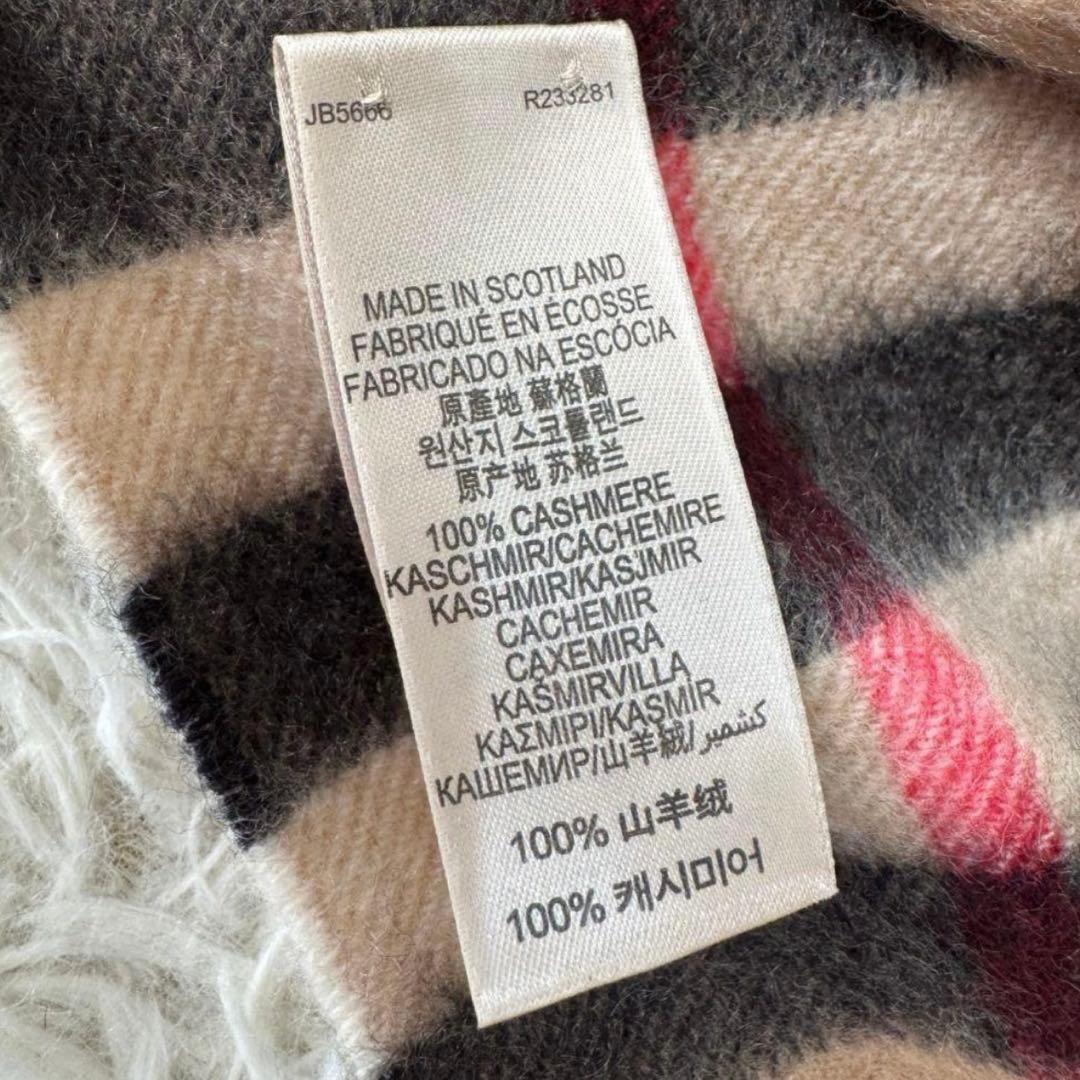 JB5666 R233281
MADE IN SCOTLAND
FABRIQUÉ EN ÉCOSSE
FABRICADO NA ESCÓCIA
原產地 蘇格蘭
원산지 스코틀랜드
原产地 苏格兰
100% CASHMERE
KASCHMIR/CACHEMIRE
KASHMIR/KASJMIR
CACHEMIR
CAXEMIRA
KAŠMIRVILLA
ΚΑΣΜΙΡΙ/KAŞMİR
КАШЕМИР/山羊絨/كشمير
100% 山羊绒
100% 캐시미어